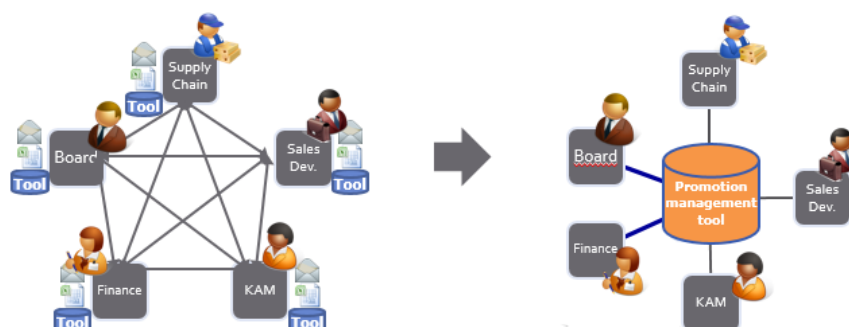 Supply
Chain
Tool
Board
Tool
Sales
Dev.
Tool
Finance
Tool
KAM
Tool
Supply
Chain
Board
Promotion
management
tool
Sales
Dev.
Finance
KAM